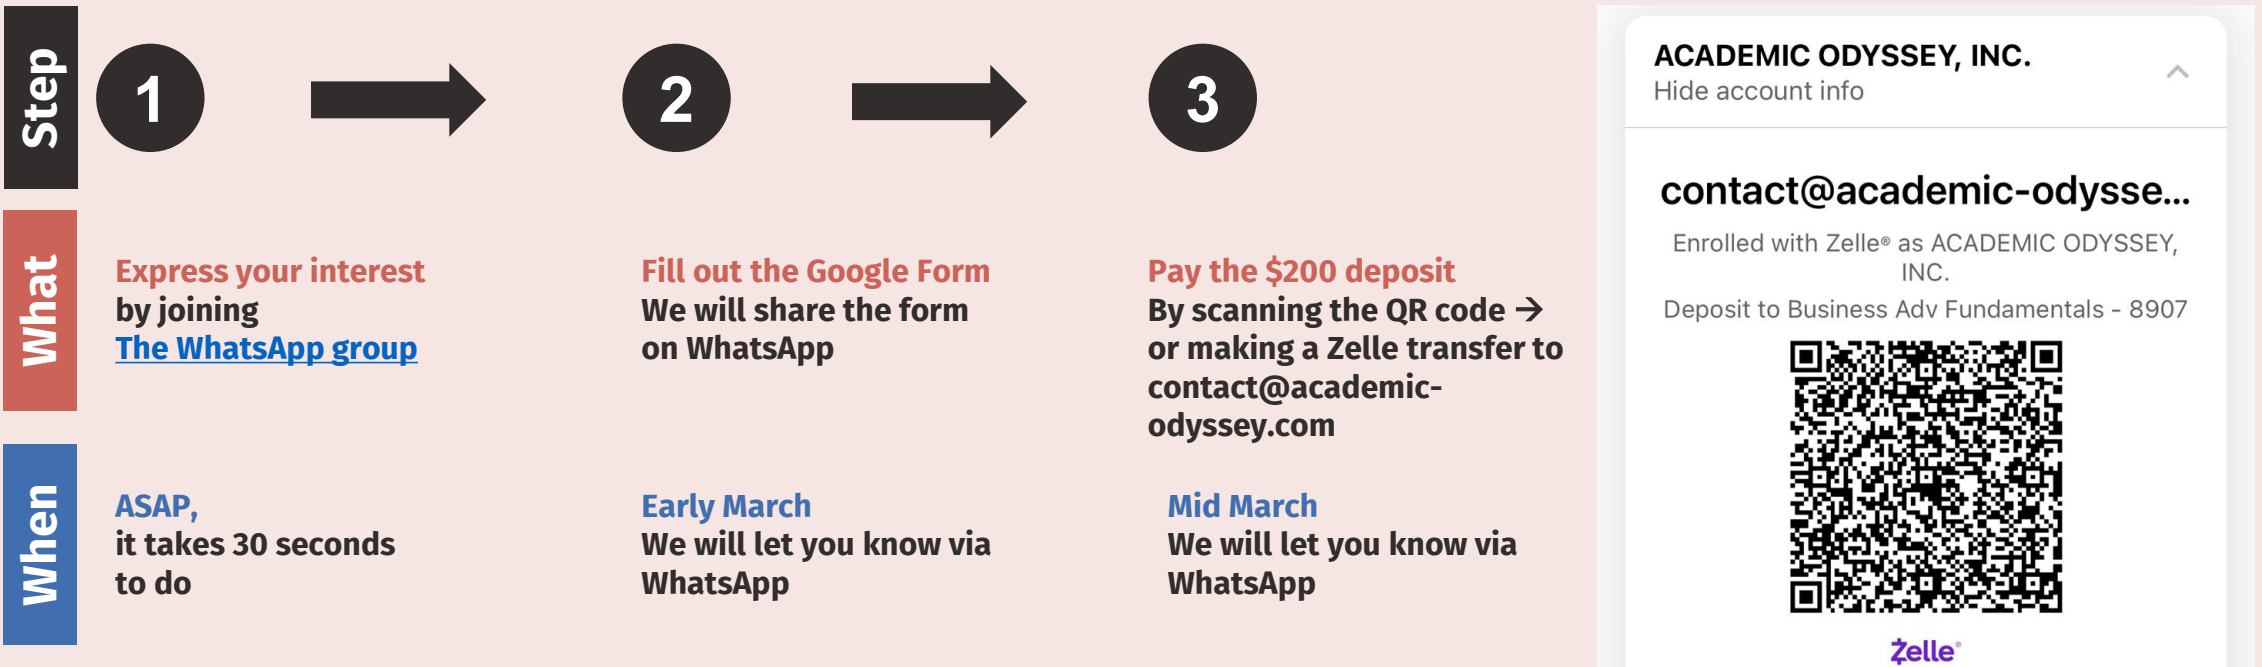 Step
1
2
3
What
Express your interest
by joining
The WhatsApp group
Fill out the Google Form
We will share the form
on WhatsApp
Pay the $200 deposit
By scanning the QR code →
or making a Zelle transfer to
contact@academic-
odyssey.com
When
ASAP,
it takes 30 seconds
to do
Early March
We will let you know via
WhatsApp
Mid March
We will let you know via
WhatsApp
ACADEMIC ODYSSEY, INC.
Hide account info
contact@academic-odysse...
Enrolled with Zelle® as ACADEMIC ODYSSEY,
INC.
Deposit to Business Adv Fundamentals - 8907
Zelle®